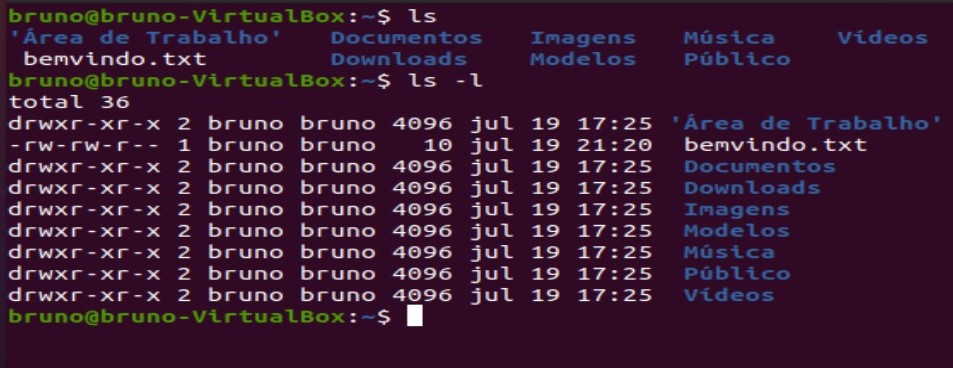 bruno@bruno-VirtualBox:~$ ls
'Área de Trabalho'   Documentos   Imagens   Música    Vídeos
 bemvindo.txt        Downloads    Modelos   Público
bruno@bruno-VirtualBox:~$ ls -l
total 36
drwxr-xr-x 2 bruno bruno 4096 jul 19 17:25 'Área de Trabalho'
-rw-rw-r-- 1 bruno bruno   10 jul 19 21:20  bemvindo.txt
drwxr-xr-x 2 bruno bruno 4096 jul 19 17:25  Documentos
drwxr-xr-x 2 bruno bruno 4096 jul 19 17:25  Downloads
drwxr-xr-x 2 bruno bruno 4096 jul 19 17:25  Imagens
drwxr-xr-x 2 bruno bruno 4096 jul 19 17:25  Modelos
drwxr-xr-x 2 bruno bruno 4096 jul 19 17:25  Música
drwxr-xr-x 2 bruno bruno 4096 jul 19 17:25  Público
drwxr-xr-x 2 bruno bruno 4096 jul 19 17:25  Vídeos
bruno@bruno-VirtualBox:~$